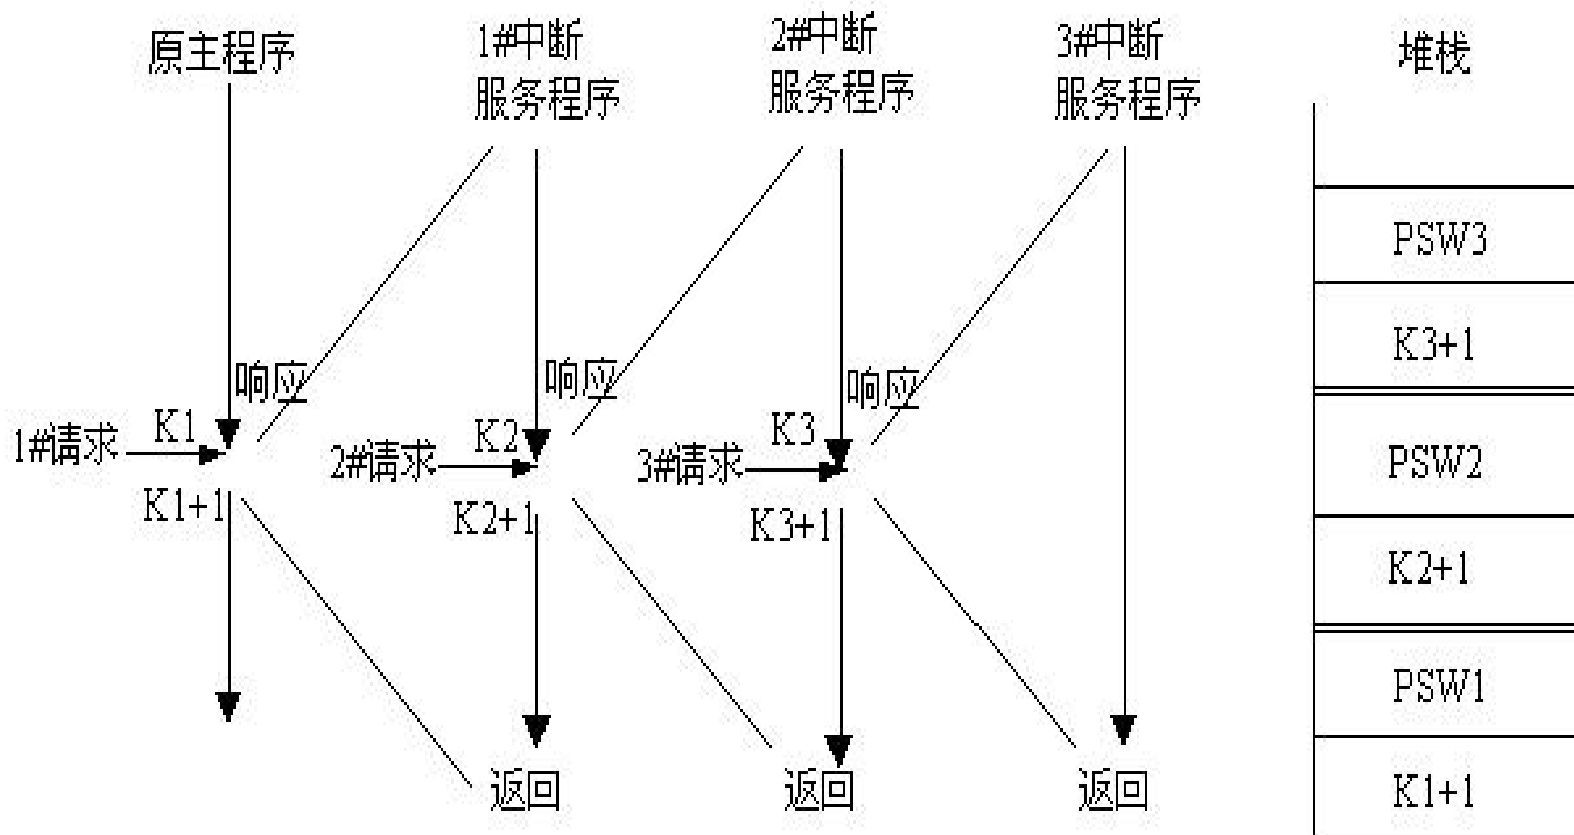 原主程序
1#中断
服务程序
2#中断
服务程序
3#中断
服务程序
堆栈
响应
响应
响应
1#请求
K1
K1+1
2#请求
K2
K2+1
3#请求
K3
K3+1
返回
返回
返回
PSW3
K3+1
PSW2
K2+1
PSW1
K1+1